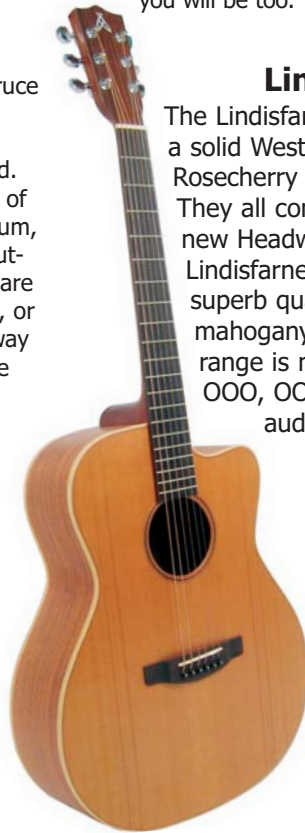 ruce
d.
of
um,
ut-
are
, or
way
e
you will be too.
Lin
The Lindisfar
a solid West
Rosecherry
They all con
new Headw
Lindisfarne
superb qua
mahogany
range is
OOO, OO
aud